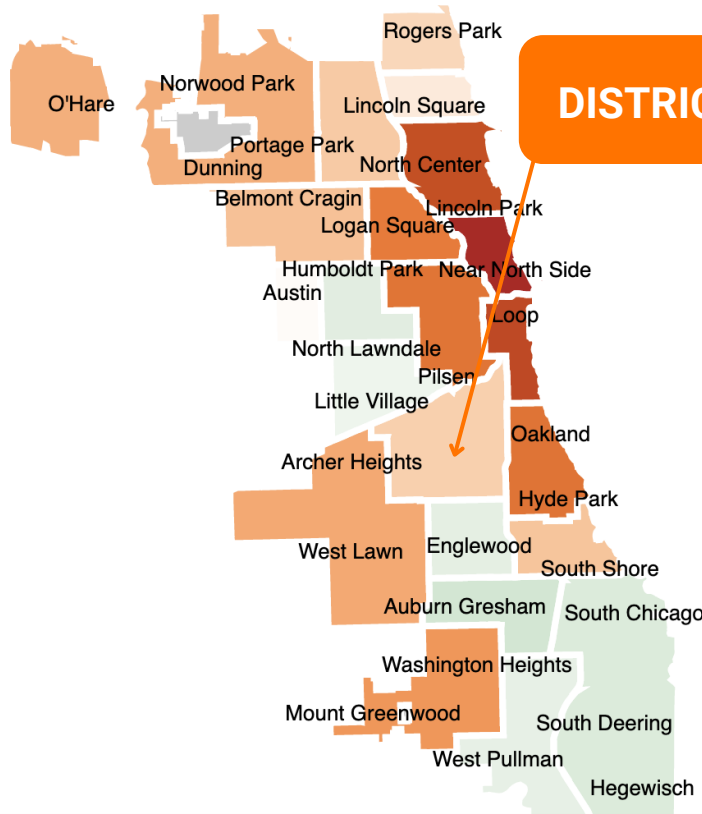 Rogers Park
DISTRIC
Norwood Park
O'Hare
Lincoln Square
Portage Park
North Center
Dunning
Belmont Cragin
Lincoln Park
Logan Square
Humboldt Park
Near North Side
Austin
Loop
North Lawndale
Pilsen
Little Village
Oakland
Archer Heights
Hyde Park
Englewood
West Lawn
South Shore
Auburn Gresham
South Chicago
Washington Heights
Mount Greenwood
South Deering
West Pullman
Hegewisch